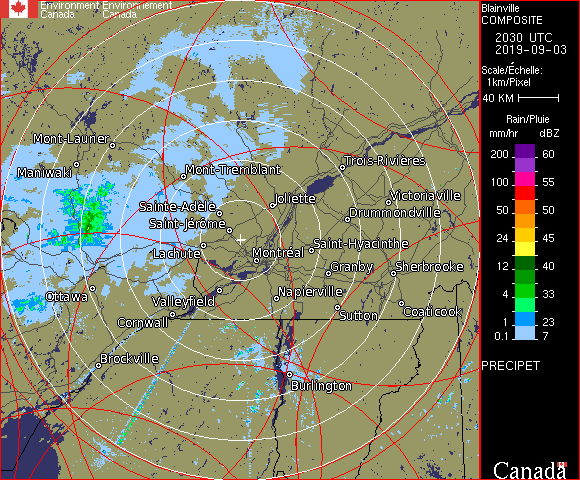 Environment Environnement
Canada Canada
Blainville
COMPOSITE
2030 UTC
2019-09-03
Scale/Échelle:
1km/Pixel
40 KM
Rain/Pluie
mm/hr dBZ
200 60
100 55
50 50
24 45
12 40
4 33
1 23
0.1 7
PRECIPET
Mont-Laurier
Maniwaki
Mont-Tremblant
Trois-Rivières
Sainte-Adèle
Joliette
Victoriaville
Drummondville
Saint-Jérôme
Lachute
Montréal
Saint-Hyacinthe
Granby
Sherbrooke
Ottawa
Valleyfield
Napierville
Coaticook
Cornwall
Sutton
Brockville
Burlington
Canada